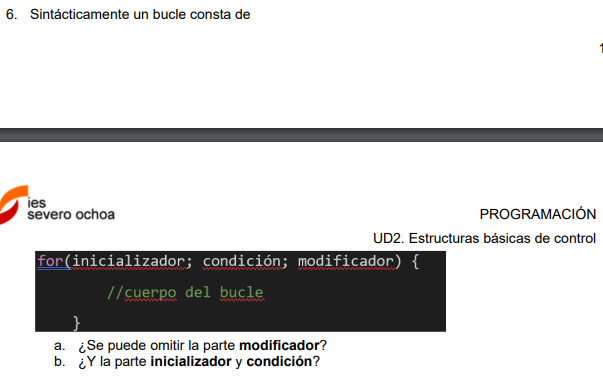 6. Sintácticamente un bucle consta de
1
ies
severo ochoa
PROGRAMACIÓN
UD2. Estructuras básicas de control
for(inicializador; condición; modificador) {
//cuerpo del bucle
}
a. ¿Se puede omitir la parte modificador?
b. ¿Y la parte inicializador y condición?